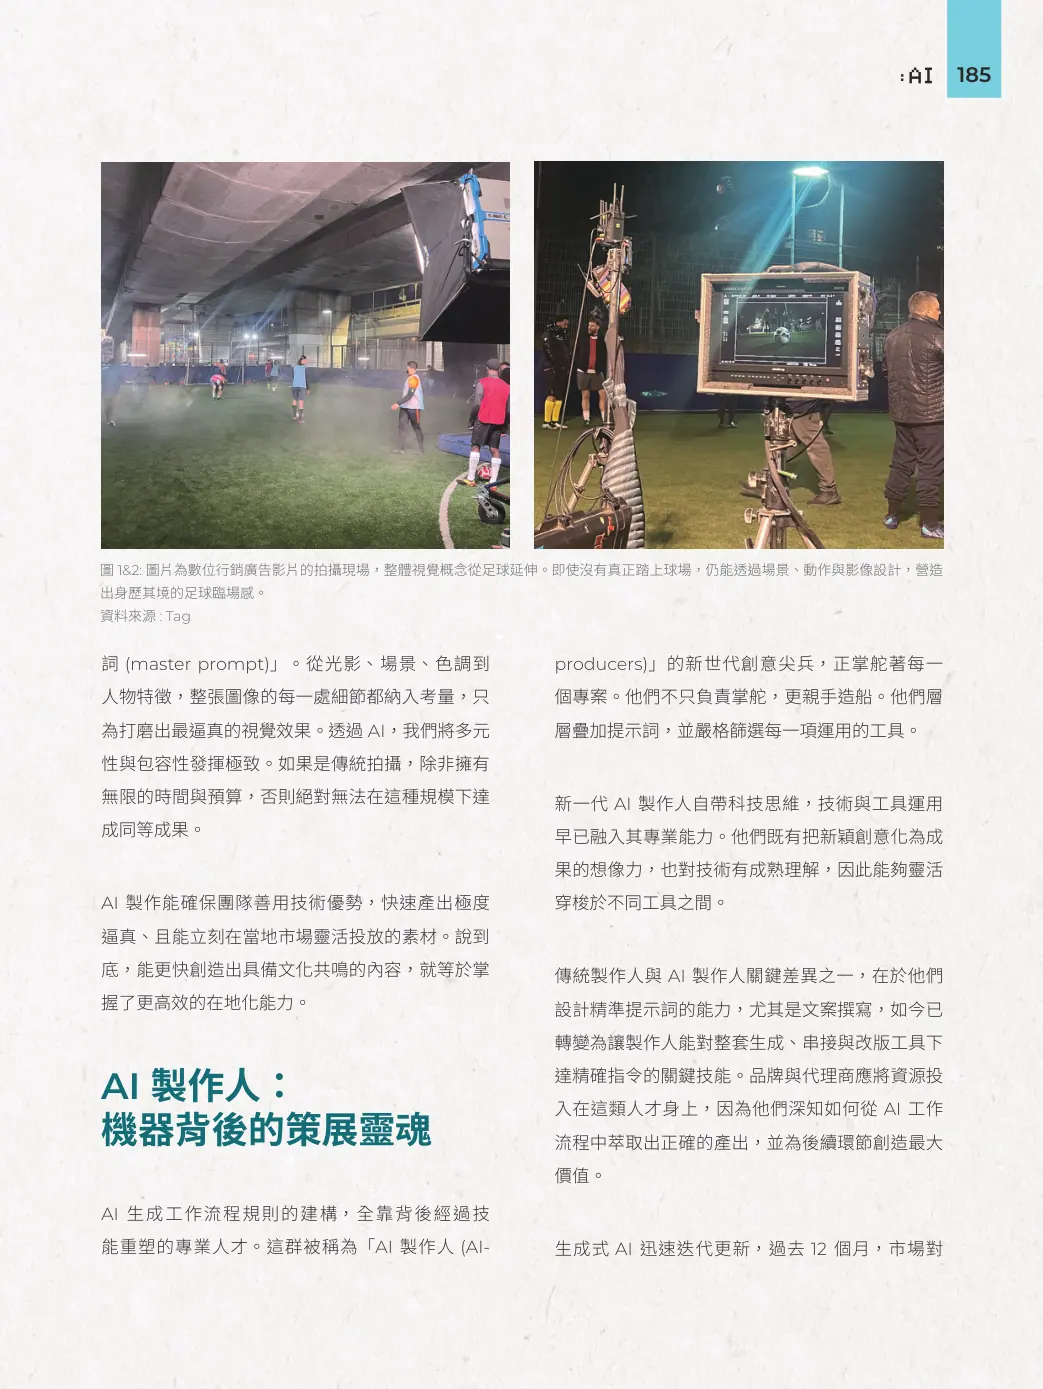 :AI 185
圖 1&2: 圖片為數位行銷廣告影片的拍攝現場，整體視覺概念從足球延伸。即使沒有真正踏上球場，仍能透過場景、動作與影像設計，營造
出身歷其境的足球臨場感。
資料來源 : Tag
詞 (master prompt)」。從光影、場景、色調到
人物特徵，整張圖像的每一處細節都納入考量，只
為打磨出最逼真的視覺效果。透過 AI，我們將多元
性與包容性發揮極致。如果是傳統拍攝，除非擁有
無限的時間與預算，否則絕對無法在這種規模下達
成同等成果。
AI 製作能確保團隊善用技術優勢，快速產出極度
逼真、且能立刻在當地市場靈活投放的素材。說到
底，能更快創造出具備文化共鳴的內容，就等於掌
握了更高效的在地化能力。
AI 製作人：
機器背後的策展靈魂
AI 生成工作流程規則的建構，全靠背後經過技
能重塑的專業人才。這群被稱為「AI 製作人 (AI-
producers)」的新世代創意尖兵，正掌舵著每一
個專案。他們不只負責掌舵，更親手造船。他們層
層疊加提示詞，並嚴格篩選每一項運用的工具。
新一代 AI 製作人自帶科技思維，技術與工具運用
早已融入其專業能力。他們既有把新穎創意化為成
果的想像力，也對技術有成熟理解，因此能夠靈活
穿梭於不同工具之間。
傳統製作人與 AI 製作人關鍵差異之一，在於他們
設計精準提示詞的能力，尤其是文案撰寫，如今已
轉變為讓製作人能對整套生成、串接與改版工具下
達精確指令的關鍵技能。品牌與代理商應將資源投
入在這類人才身上，因為他們深知如何從 AI 工作
流程中萃取出正確的產出，並為後續環節創造最大
價值。
生成式 AI 迅速迭代更新，過去 12 個月，市場對